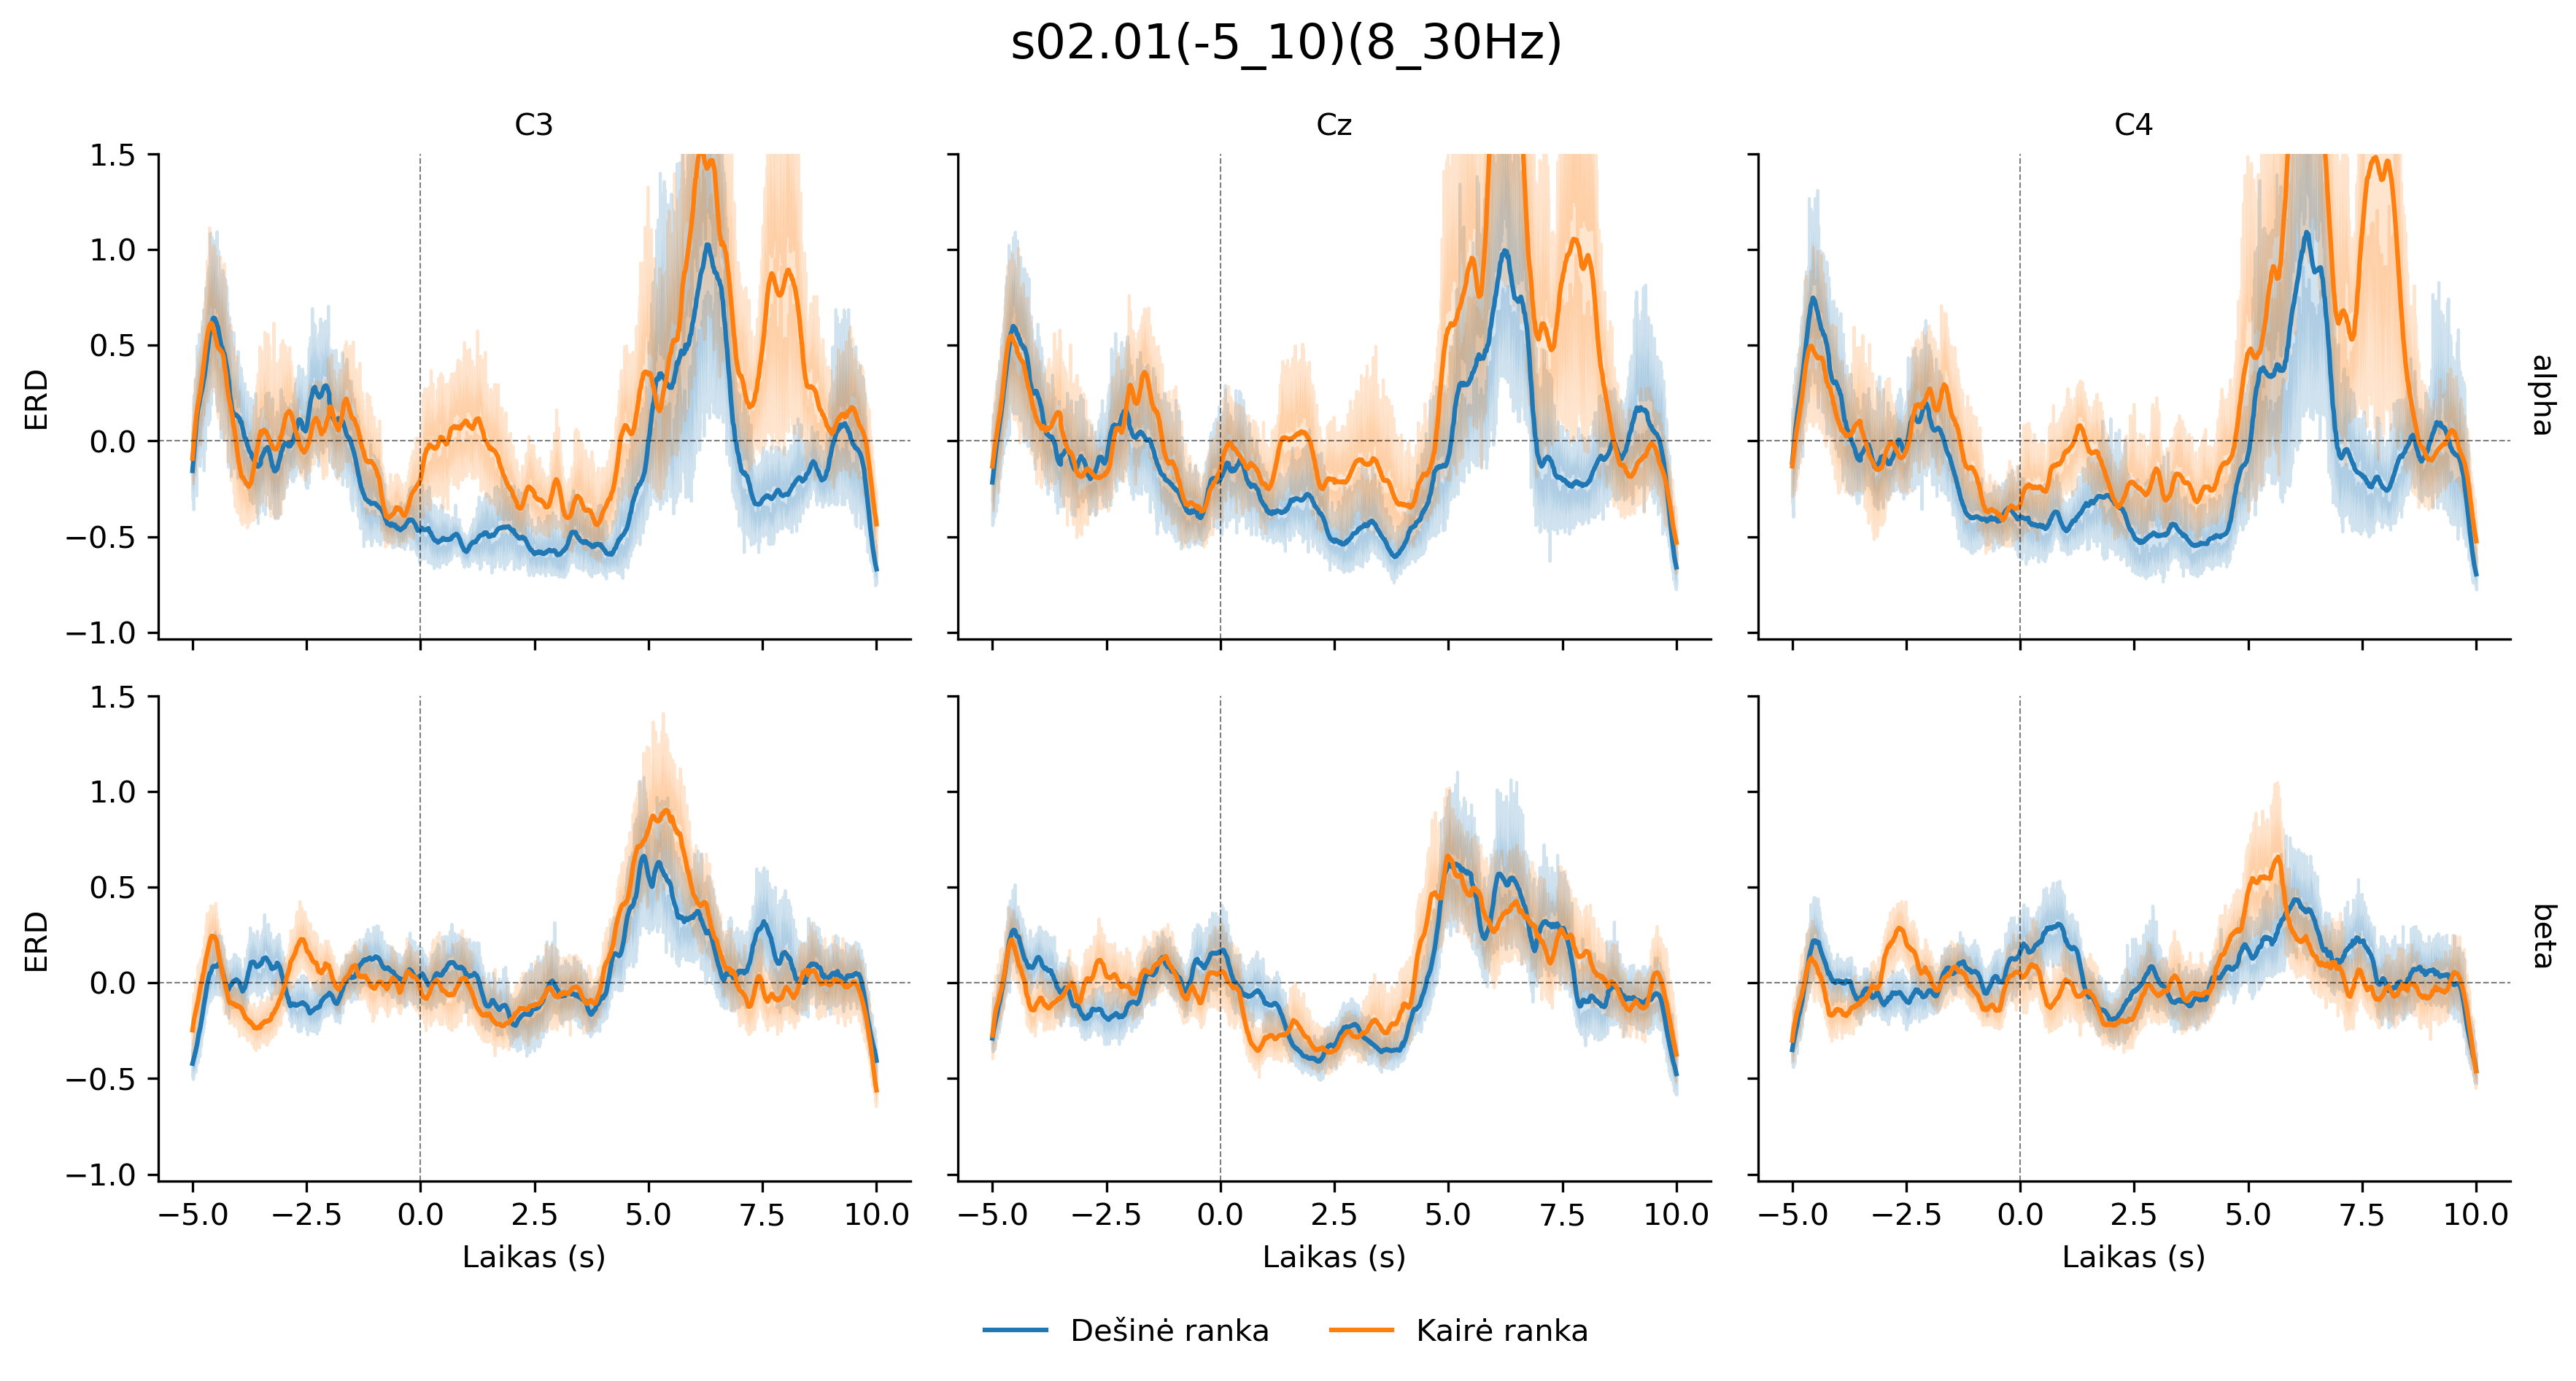 s02.01(-5_10)(8_30Hz)
C3 Cz C4
1.5
1.0
0.5
0.0
−0.5
−1.0
ERD
alpha
1.5
1.0
0.5
0.0
−0.5
−1.0
ERD
beta
−5.0 −2.5 0.0 2.5 5.0 7.5 10.0 −5.0 −2.5 0.0 2.5 5.0 7.5 10.0 −5.0 −2.5 0.0 2.5 5.0 7.5 10.0
Laikas (s) Laikas (s) Laikas (s)
Dešinė ranka Kairė ranka